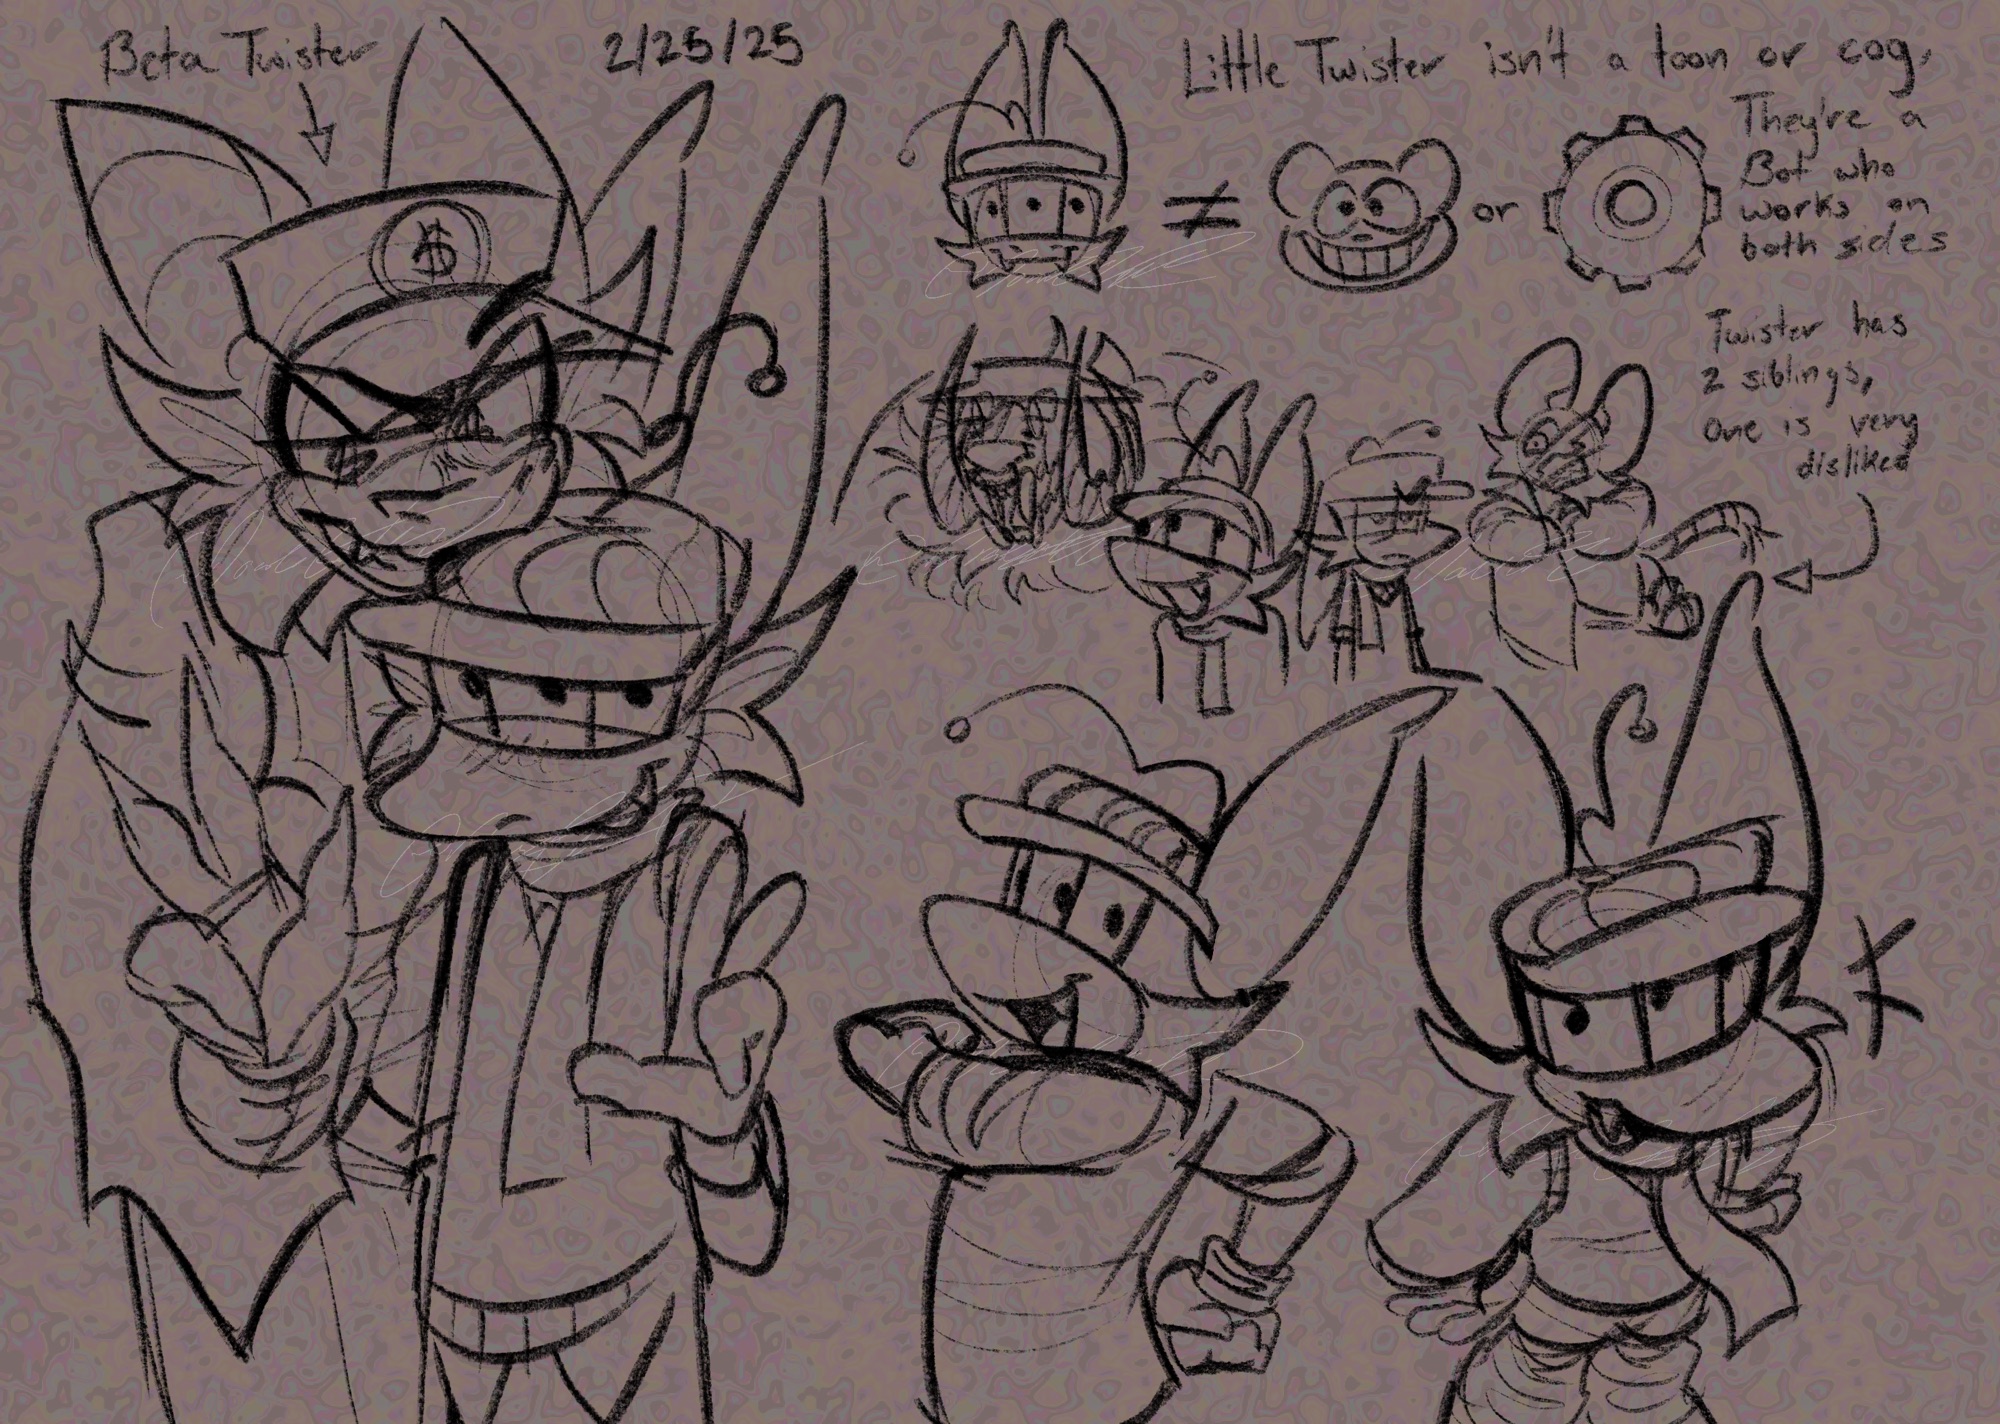 Beta Twister
2/25/25
Little Twister isn't a toon or cog,
They're a
Bot who
works on
both sides
≠
or
$
Twister has
2 siblings,
one is very
disliked